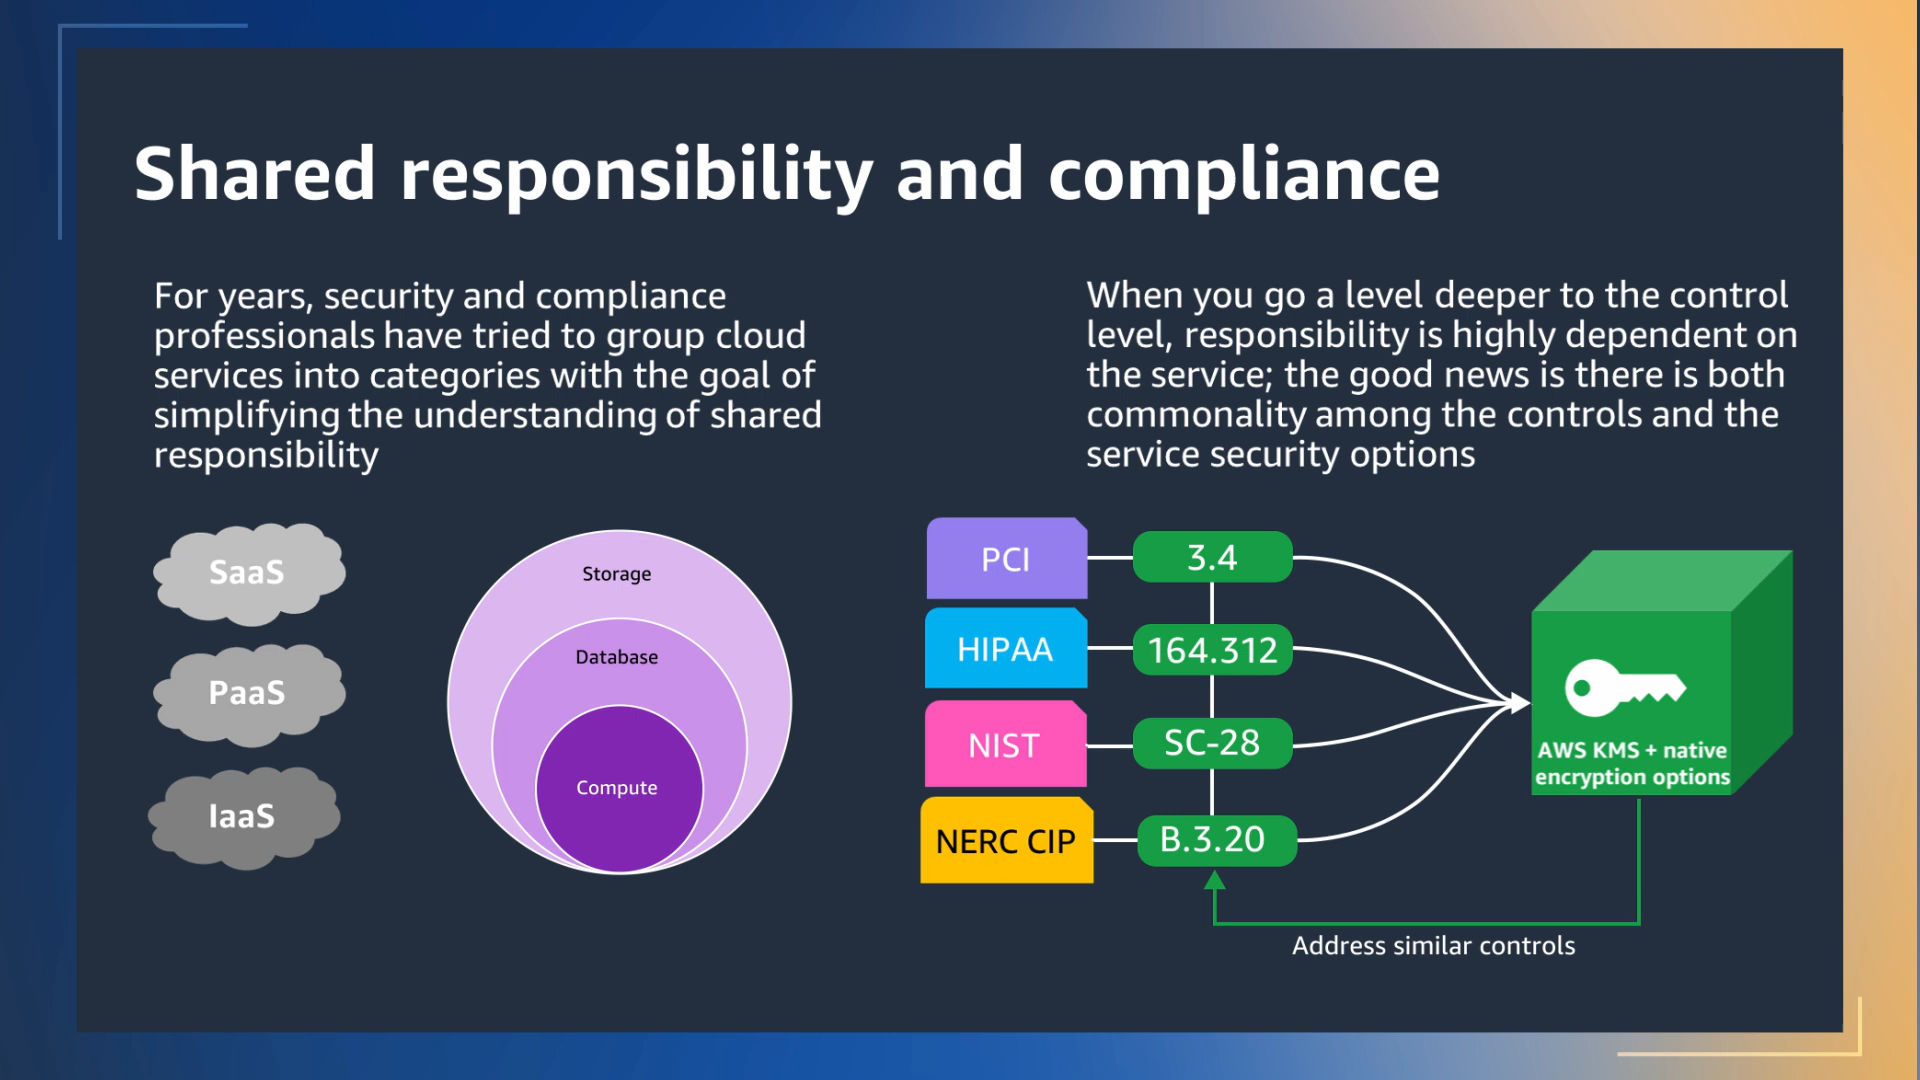 Shared responsibility and compliance
For years, security and compliance
professionals have tried to group cloud
services into categories with the goal of
simplifying the understanding of shared
responsibility
When you go a level deeper to the control
level, responsibility is highly dependent on
the service; the good news is there is both
commonality among the controls and the
service security options
SaaS
PaaS
IaaS
Storage
Database
Compute
PCI
3.4
HIPAA
164.312
NIST
SC-28
NERC CIP
B.3.20
AWS KMS + native
encryption options
Address similar controls